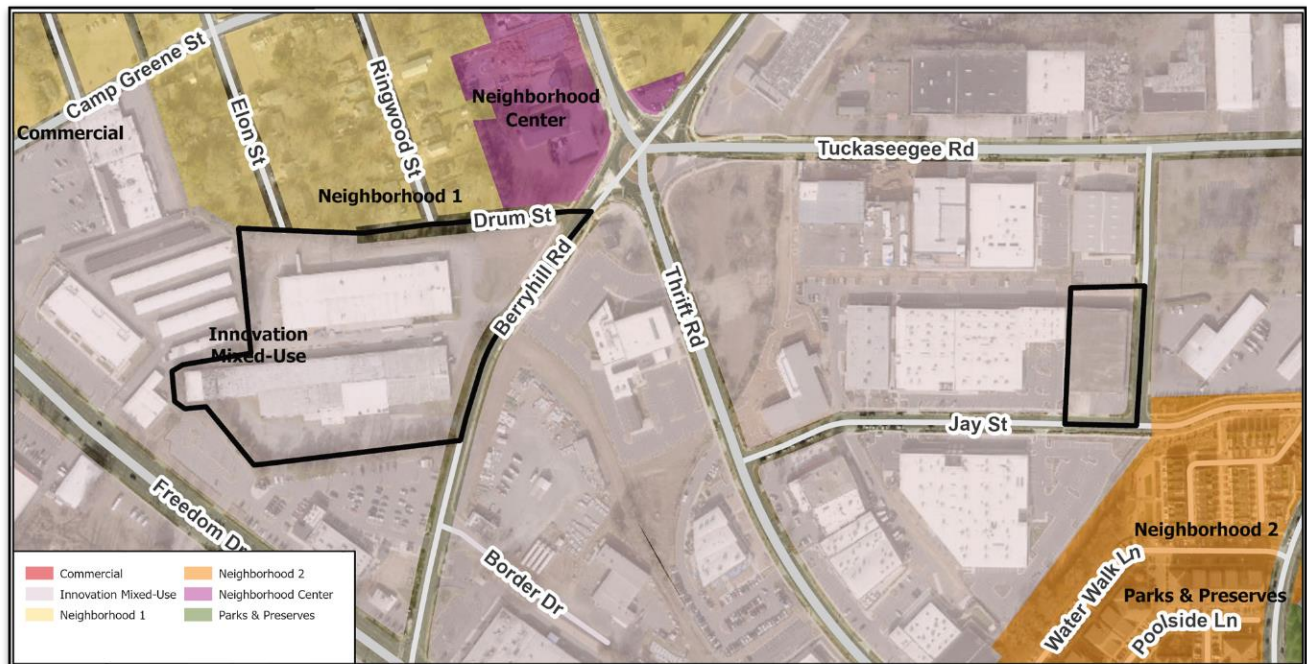 Camp Greene St
Commercial
Elon St
Ringwood St
Neighborhood
Center
Tuckaseegee Rd
Neighborhood 1
Drum St
Berryhill Rd
Thrift Rd
Innovation
Mixed-Use
Jay St
Freedom Dr
Border Dr
Neighborhood 2
Water Walk Ln
Parks & Preserves
Poolside Ln
Commercial
Innovation Mixed-Use
Neighborhood 1
Neighborhood 2
Neighborhood Center
Parks & Preserves